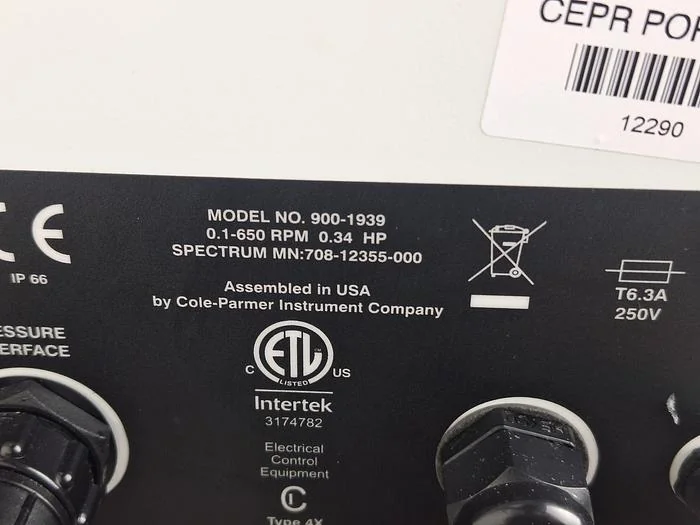 CEPR
12290
CE
IP 66
MODEL NO. 900-1939
0.1-650 RPM 0.34 HP
SPECTRUM MN:708-12355-000
Assembled in USA
by Cole-Parmer Instrument Company
T6.3A
250V
ESSURE
ERFACE
C ETL US
LISTED
Intertek
3174782
Electrical
Control
Equipment
Type 4X